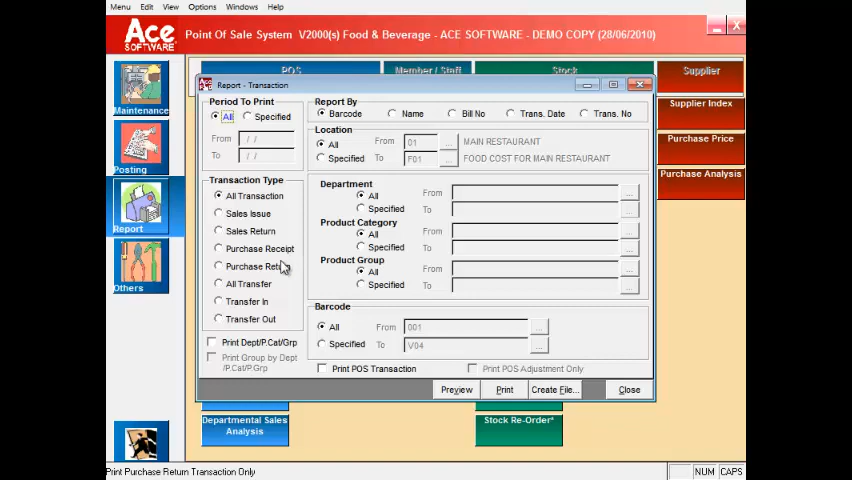 Menu Edit View Options Windows Help
Ace
SOFTWARE
Point Of Sale System V2000(s) Food & Beverage - ACE SOFTWARE - DEMO COPY (28/06/2010)
POS Member / Staff Stock Supplier
Maintenance
Posting
Report
Others
Supplier Index
Purchase Price
Purchase Analysis
Report - Transaction
Period To Print
All Specified
From / /
To / /
Report By
Barcode Name Bill No Trans. Date Trans. No
Location
All From 01 ... MAIN RESTAURANT
Specified To F01 ... FOOD COST FOR MAIN RESTAURANT
Transaction Type
All Transaction
Sales Issue
Sales Return
Purchase Receipt
Purchase
All Transfer
Transfer In
Transfer Out
Print Dept/P.Cat/Grp
Print Group by Dept
/P.Cat/P.Grp
Department
All From ...
Specified To ...
Product Category
All From ...
Specified To ...
Product Group
All From ...
Specified To ...
Barcode
All From 001 ...
Specified To V04 ...
Print POS Transaction Print POS Adjustment Only
Preview Print Create File... Close
Departmental Sales
Analysis
Stock Re-Order*
Print Purchase Return Transaction Only
NUM CAPS